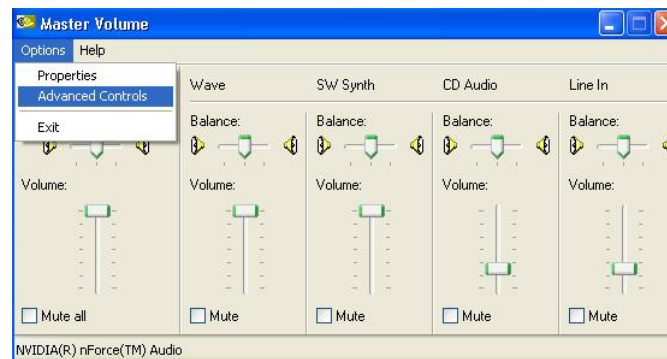 Master Volume
Options Help
Properties
Advanced Controls
Exit
Wave SW Synth CD Audio Line In
Balance: Balance: Balance: Balance:
Volume: Volume: Volume: Volume: Volume:
Mute all Mute Mute Mute Mute
NVIDIA(R) nForce(TM) Audio